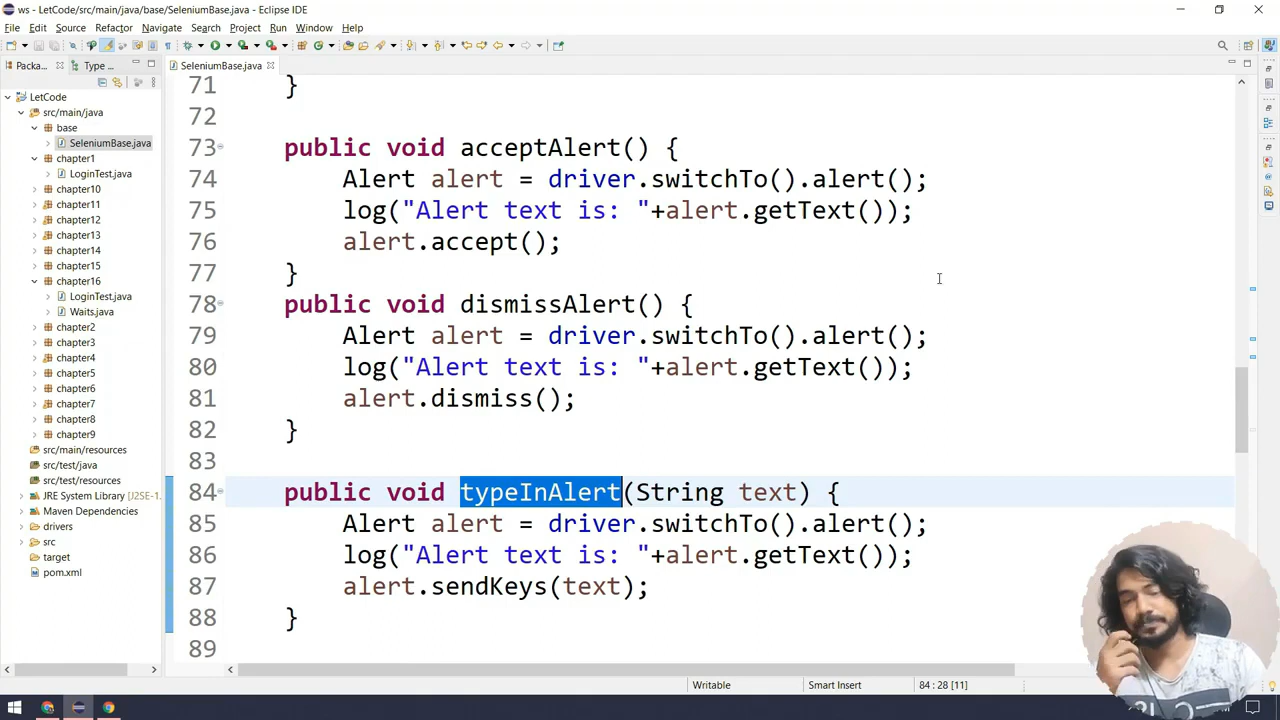 ws - LetCode/src/main/java/base/SeleniumBase.java - Eclipse IDE
File Edit Source Refactor Navigate Search Project Run Window Help
Packa... Type ...
SeleniumBase.java
LetCode
src/main/java
base
SeleniumBase.java
chapter1
LoginTest.java
chapter10
chapter11
chapter12
chapter13
chapter14
chapter15
chapter16
LoginTest.java
Waits.java
chapter2
chapter3
chapter4
chapter5
chapter6
chapter7
chapter8
chapter9
src/main/resources
src/test/java
src/test/resources
JRE System Library [J2SE-1
Maven Dependencies
drivers
src
target
pom.xml
71 }
72
73 public void acceptAlert() {
74 Alert alert = driver.switchTo().alert();
75 log("Alert text is: "+alert.getText());
76 alert.accept();
77 }
78 public void dismissAlert() {
79 Alert alert = driver.switchTo().alert();
80 log("Alert text is: "+alert.getText());
81 alert.dismiss();
82 }
83
84 public void typeInAlert(String text) {
85 Alert alert = driver.switchTo().alert();
86 log("Alert text is: "+alert.getText());
87 alert.sendKeys(text);
88 }
89
Writable Smart Insert 84 : 28 [11]